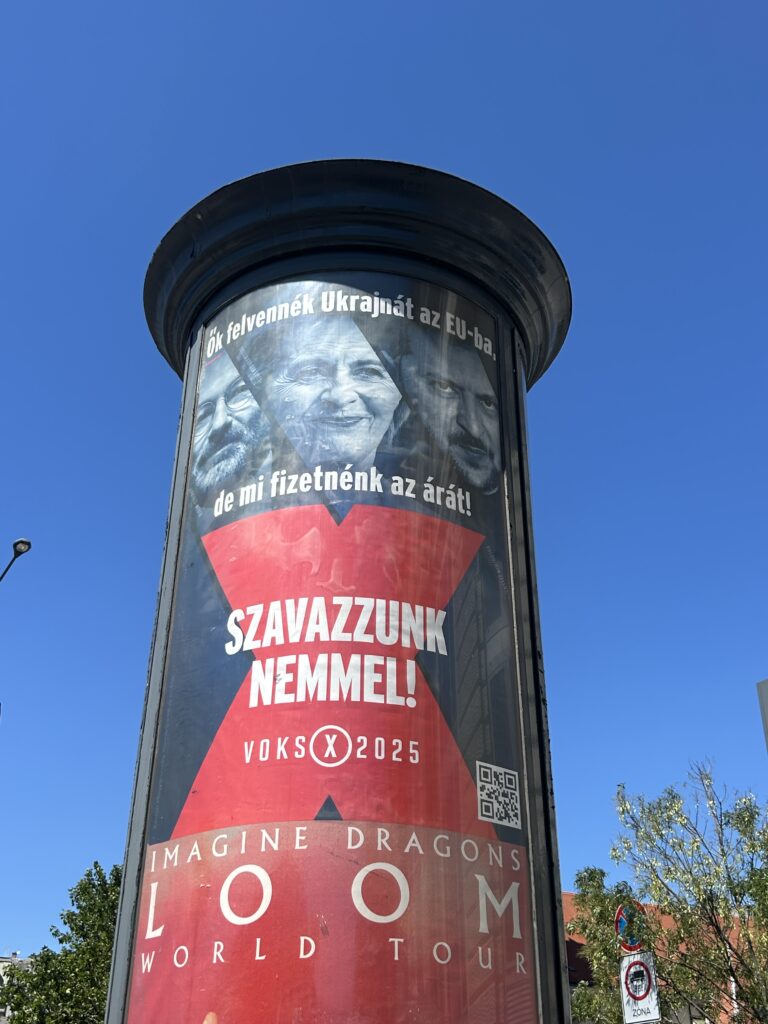 Ők felvennék Ukrajnát az EU-ba,
de mi fizetnénk az árát!
SZAVAZZUNK
NEMMEL!
VOKS X 2025
IMAGINE DRAGONS
LOOM
WORLD TOUR
ZÓNA